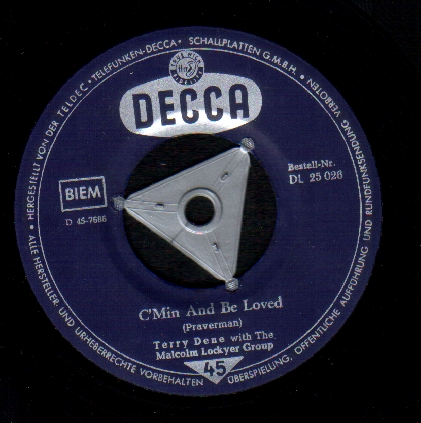 HERGESTELLT VON DER TELDEC • TELEFUNKEN-DECCA • SCHALLPLATTEN G.M.B.H. •
ALLE HERSTELLER- UND URHEBERRECHTE VORBEHALTEN
ÜBERSPIELUNG, ÖFFENTLICHE AUFFÜHRUNG UND RUNDFUNKSENDUNG VERBOTEN
DECCA
BIEM
D 45-7686
Bestell-Nr.
DL 25 026
C'Min And Be Loved
(Praverman)
Terry Dene with The
Malcolm Lockyer Group
45